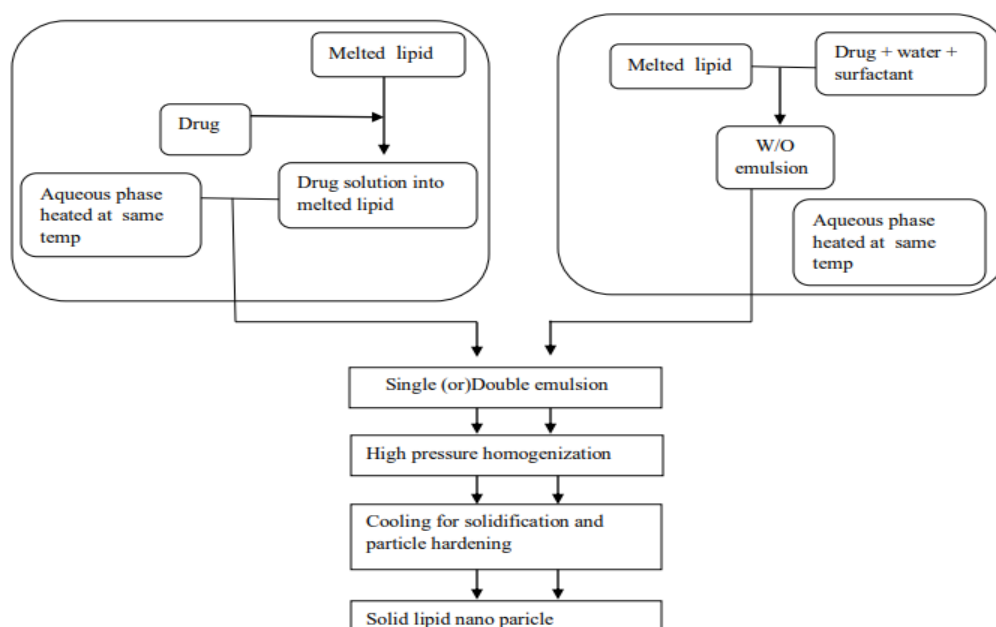 Melted lipid
Drug
Aqueous phase
heated at same
temp
Drug solution into
melted lipid
Melted lipid
Drug + water +
surfactant
W/O
emulsion
Aqueous phase
heated at same
temp
Single (or)Double emulsion
High pressure homogenization
Cooling for solidification and
particle hardening
Solid lipid nano paricle